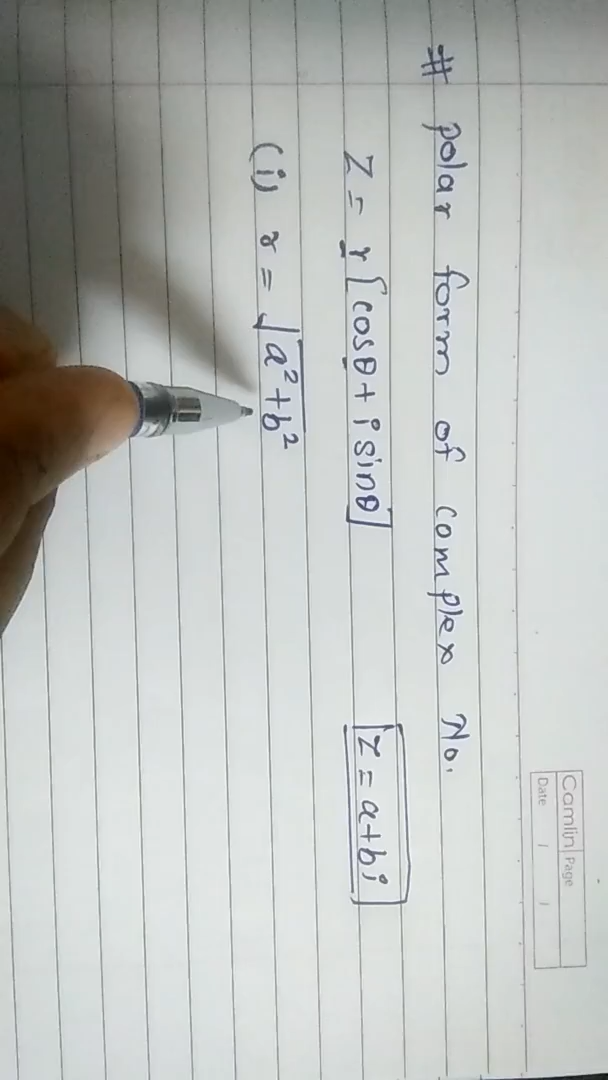 Camlin Page
Date / /
# polar form of complex No.
z = r[cosθ + i sinθ] z = a+bi
(i) r = √a²+b²